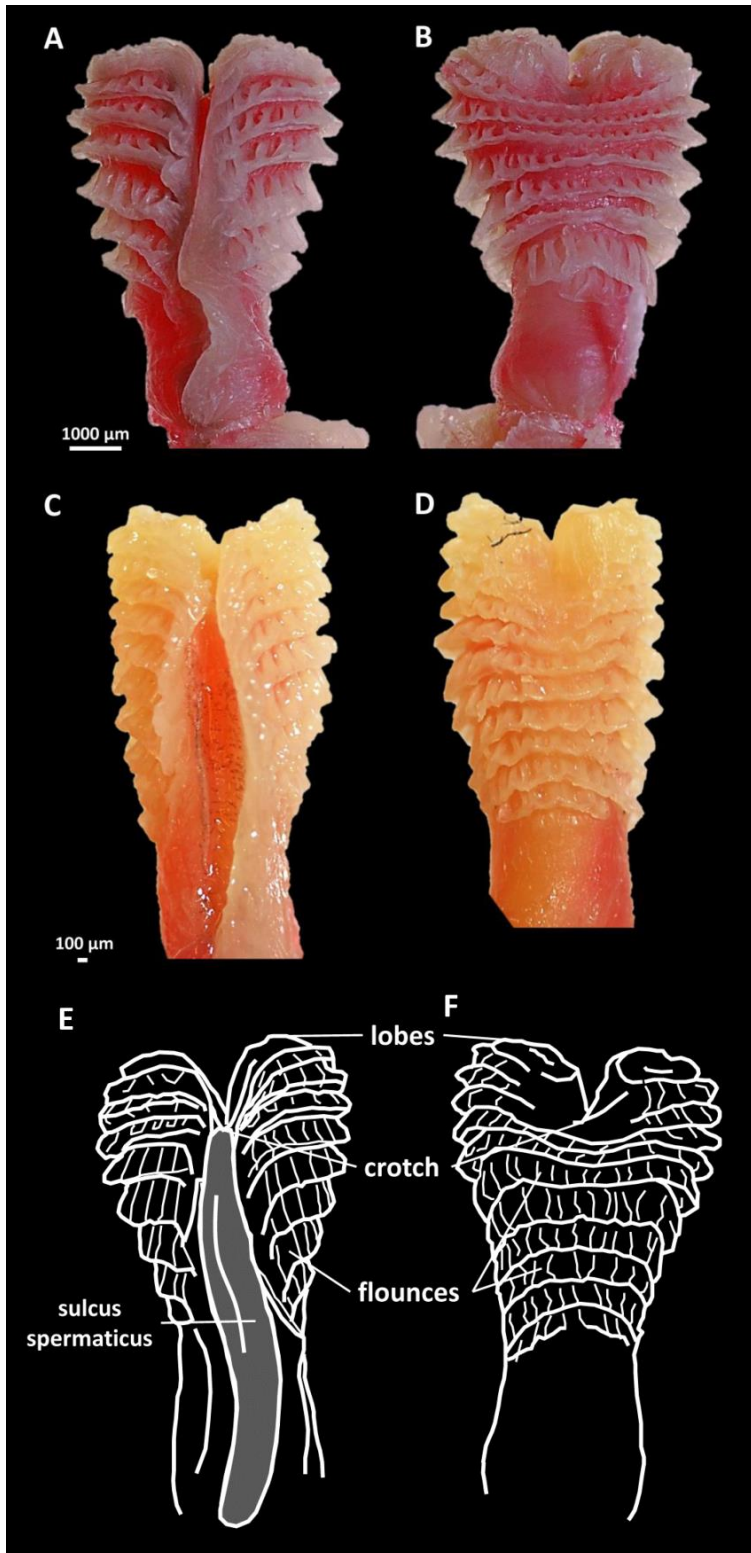 A
B
1000 µm
C
D
100 µm
E
F
lobes
crotch
flounces
sulcus
spermaticus